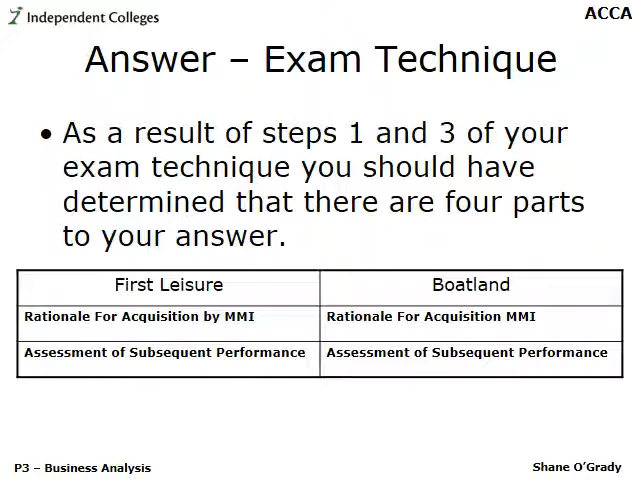 Independent Colleges
ACCA
Answer – Exam Technique
• As a result of steps 1 and 3 of your
exam technique you should have
determined that there are four parts
to your answer.
First Leisure
Boatland
Rationale For Acquisition by MMI
Rationale For Acquisition MMI
Assessment of Subsequent Performance
Assessment of Subsequent Performance
P3 – Business Analysis
Shane O'Grady